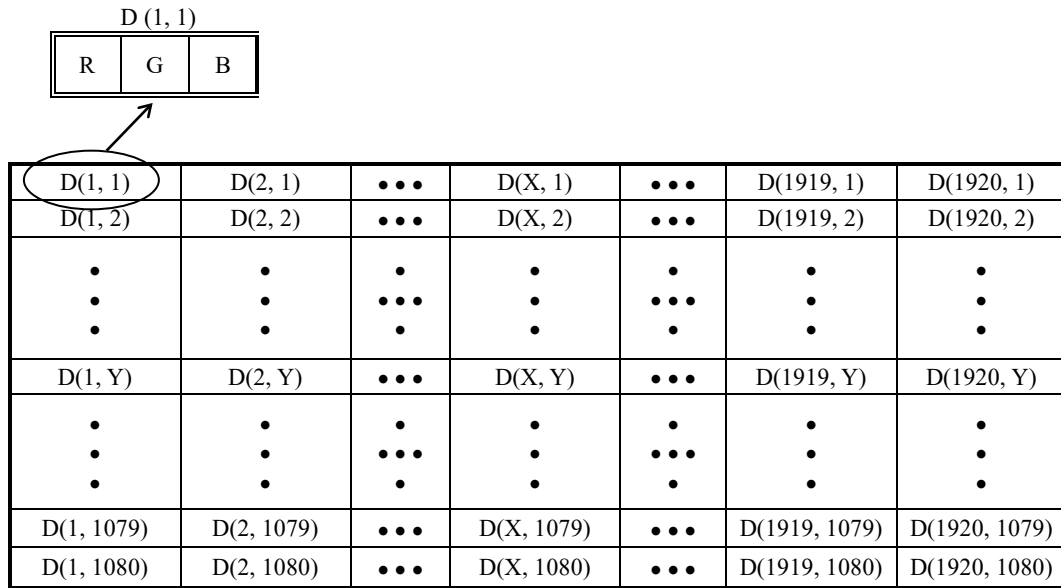 D (1, 1)
R G B
D(1, 1) D(2, 1) ● ● ● D(X, 1) ● ● ● D(1919, 1) D(1920, 1)
D(1, 2) D(2, 2) ● ● ● D(X, 2) ● ● ● D(1919, 2) D(1920, 2)
● ● ● ● ● ● ●
● ● ● ● ● ● ● ● ● ● ●
● ● ● ● ● ● ●
D(1, Y) D(2, Y) ● ● ● D(X, Y) ● ● ● D(1919, Y) D(1920, Y)
● ● ● ● ● ● ●
● ● ● ● ● ● ● ● ● ● ●
● ● ● ● ● ● ●
D(1, 1079) D(2, 1079) ● ● ● D(X, 1079) ● ● ● D(1919, 1079) D(1920, 1079)
D(1, 1080) D(2, 1080) ● ● ● D(X, 1080) ● ● ● D(1919, 1080) D(1920, 1080)